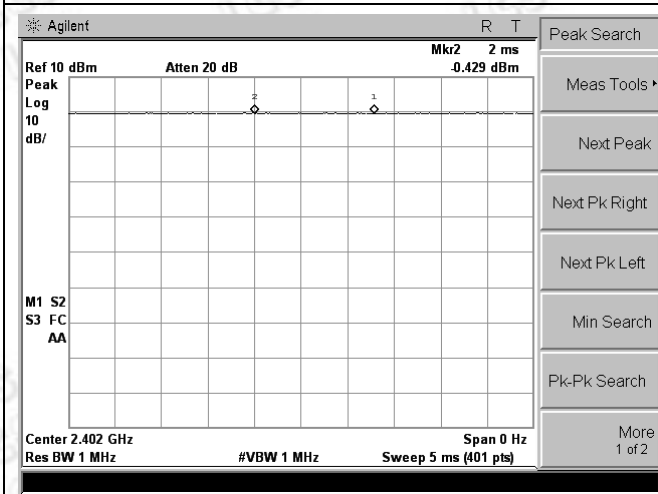 Agilent R T
Mkr2 2 ms
Ref 10 dBm Atten 20 dB -0.429 dBm
Peak
Log
10
dB/
2 1
M1 S2
S3 FC
AA
Center 2.402 GHz Span 0 Hz
Res BW 1 MHz #VBW 1 MHz Sweep 5 ms (401 pts)
Peak Search
Meas Tools
Next Peak
Next Pk Right
Next Pk Left
Min Search
Pk-Pk Search
More
1 of 2